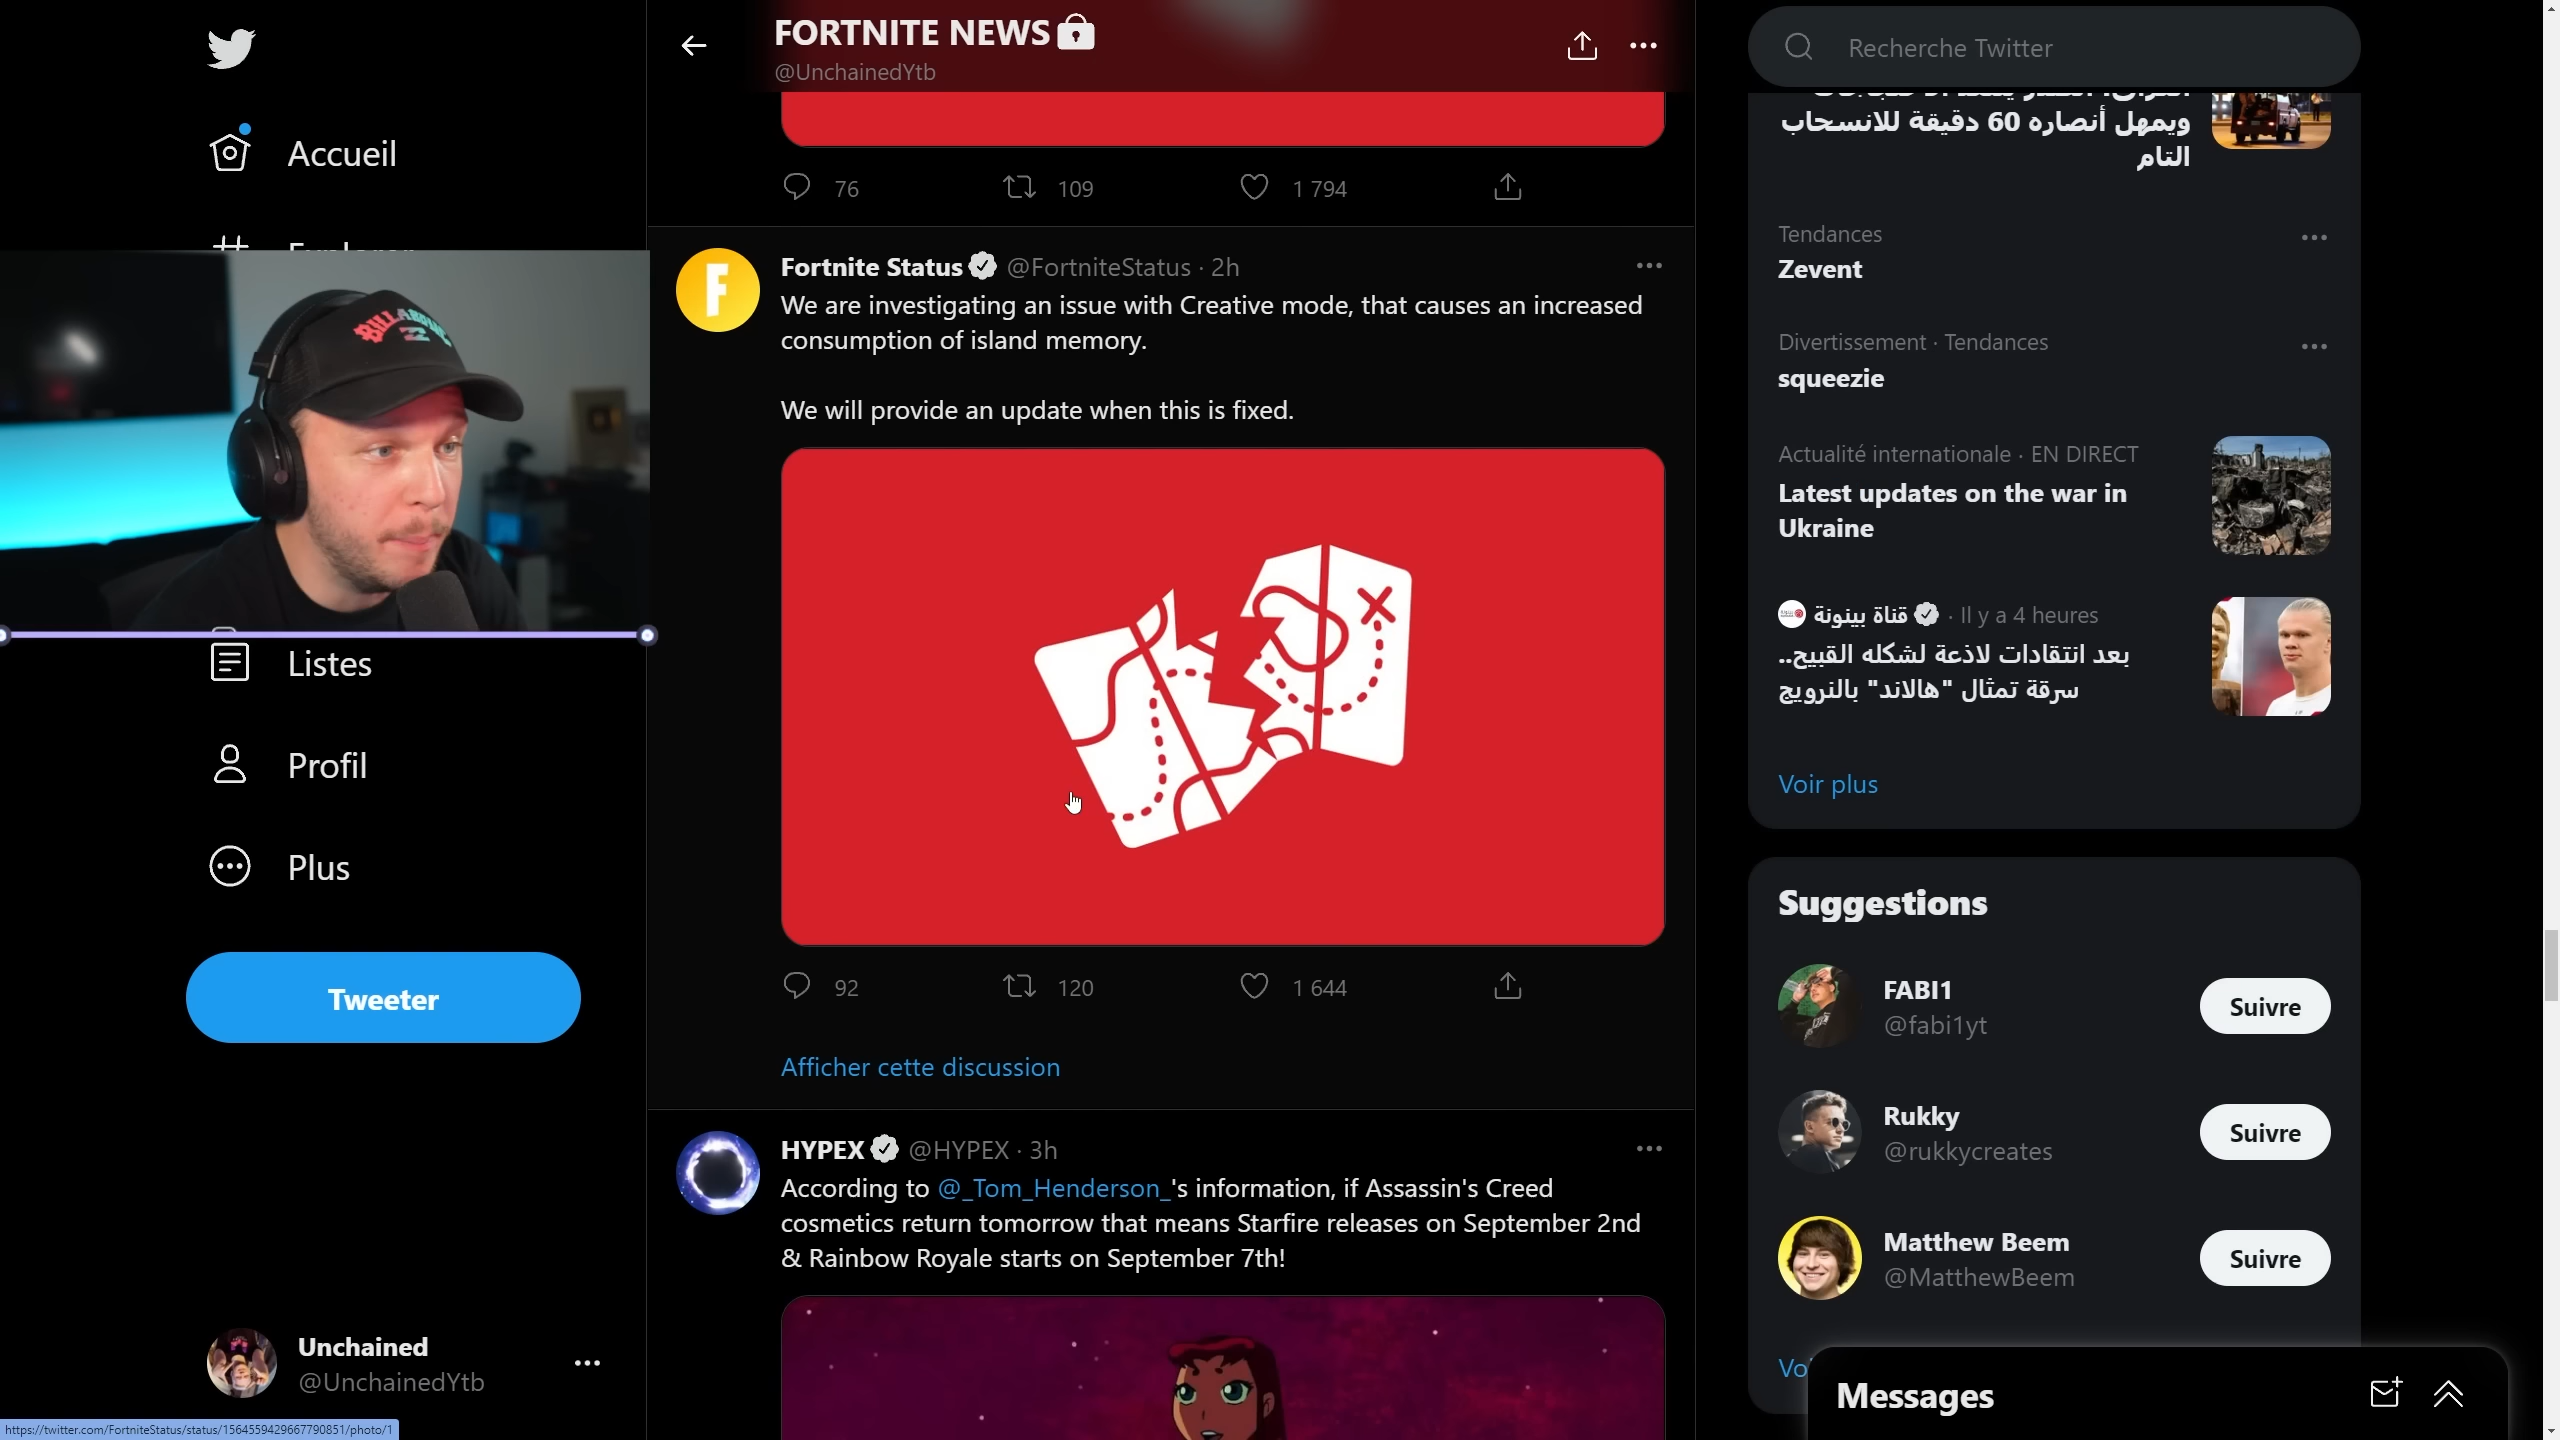 FORTNITE NEWS
@UnchainedYtb
Recherche Twitter
Accueil
76
109
1 794
ويمهل أنصاره 60 دقيقة للانسحاب
التام
Tendances
Zevent
Divertissement · Tendances
squeezie
Actualité internationale · EN DIRECT
Latest updates on the war in
Ukraine
قناة بينونة · Il y a 4 heures
بعد انتقادات لاذعة لشكله القبيح..
سرقة تمثال "هالاند" بالنرويج
Voir plus
Fortnite Status @FortniteStatus · 2h
We are investigating an issue with Creative mode, that causes an increased
consumption of island memory.
We will provide an update when this is fixed.
BILLABONG
Listes
Profil
Plus
Tweeter
92
120
1 644
Afficher cette discussion
HYPEX @HYPEX · 3h
According to @_Tom_Henderson_'s information, if Assassin's Creed
cosmetics return tomorrow that means Starfire releases on September 2nd
& Rainbow Royale starts on September 7th!
Suggestions
FABI1
@fabi1yt
Suivre
Rukky
@rukkycreates
Suivre
Matthew Beem
@MatthewBeem
Suivre
Messages
Unchained
@UnchainedYtb
https://twitter.com/FortniteStatus/status/1564559429667790851/photo/1